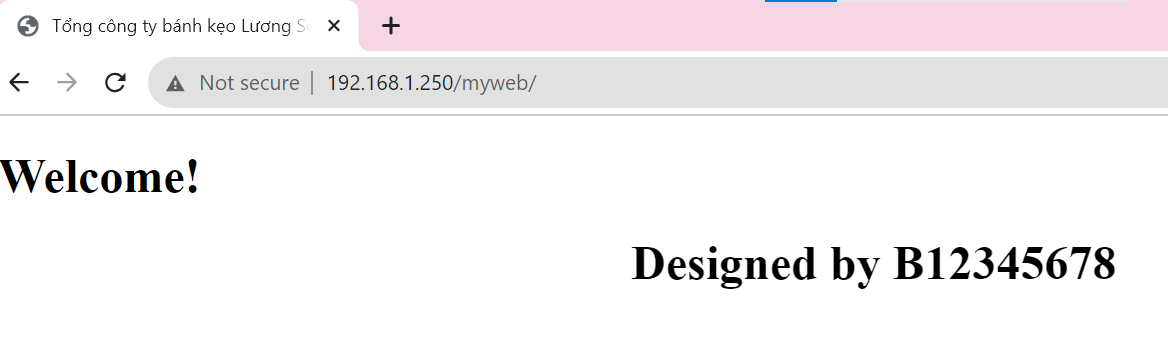 Tổng công ty bánh kẹo Lương
Not secure | 192.168.1.250/myweb/
Welcome!
Designed by B12345678